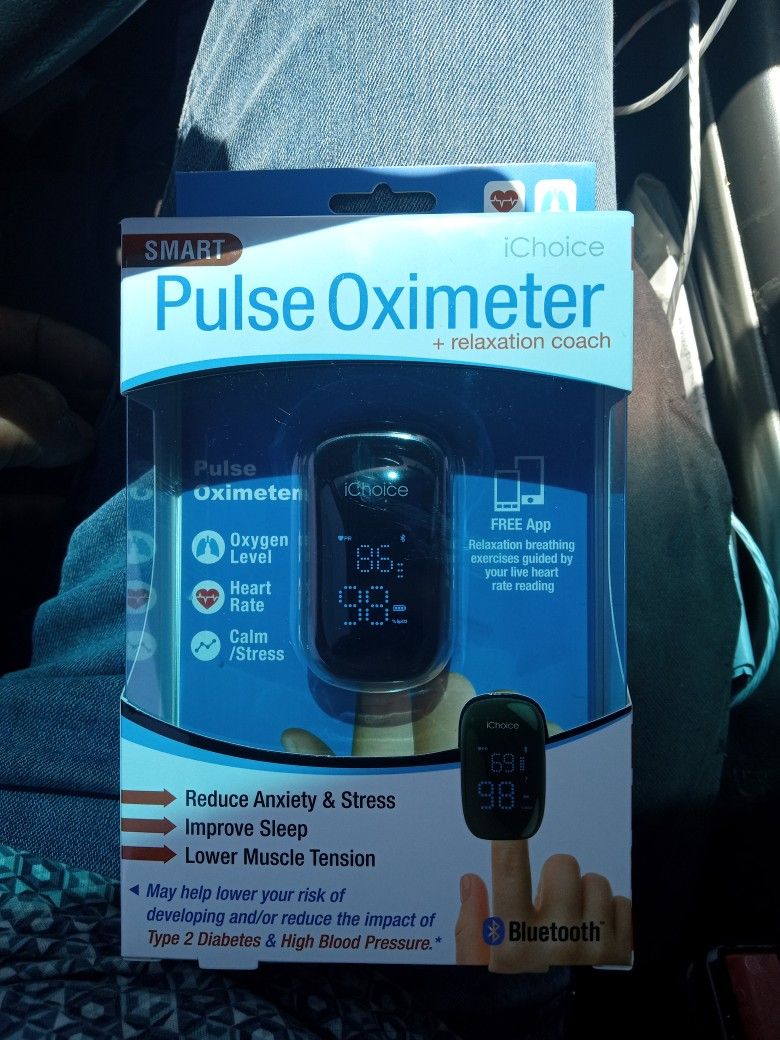 SMART
iChoice
Pulse Oximeter
+ relaxation coach
Pulse
Oximeter
Oxygen
Level
Heart
Rate
Calm
/Stress
iChoice
PR
86
98
%SpO2
FREE App
Relaxation breathing
exercises guided by
your live heart
rate reading
iChoice
69
98
Reduce Anxiety & Stress
Improve Sleep
Lower Muscle Tension
May help lower your risk of
developing and/or reduce the impact of
Type 2 Diabetes & High Blood Pressure.*
Bluetooth™